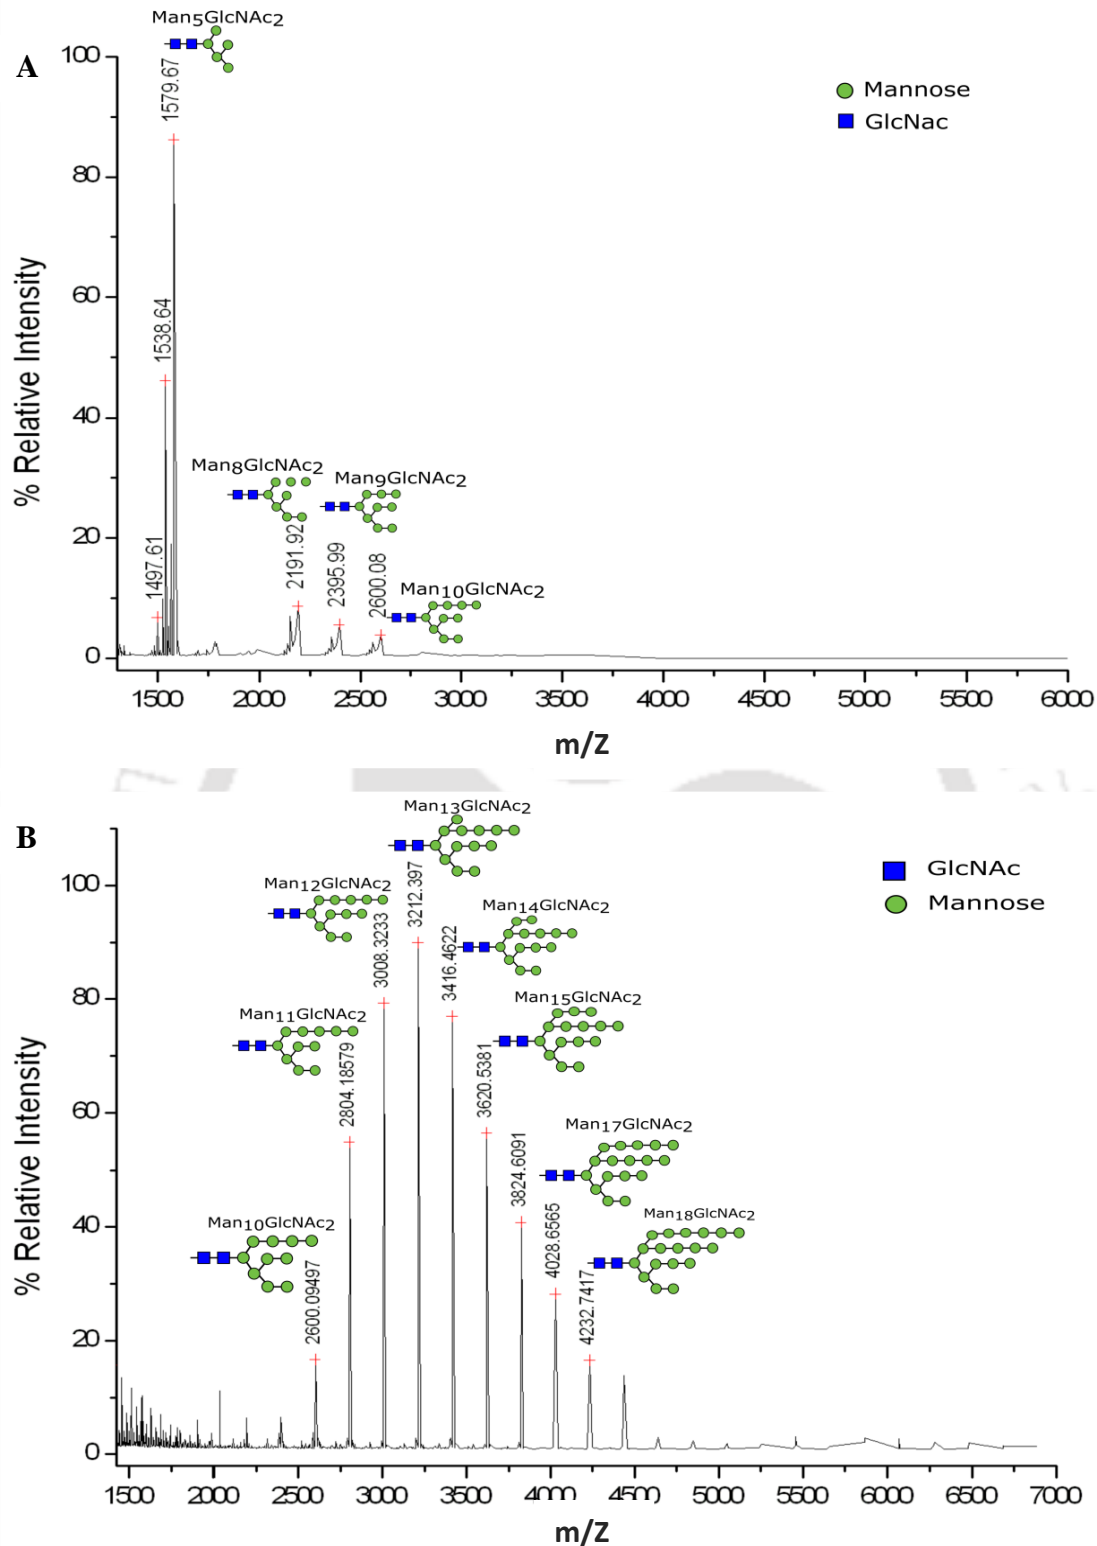 Man5GlcNAc2
A
100
80
60
40
20
0
% Relative Intensity
Mannose
GlcNac
1579.67
1538.64
1497.61
Man8GlcNAc2
2191.92
Man9GlcNAc2
2395.99
2600.08
Man10GlcNAc2
1500 2000 2500 3000 3500 4000 4500 5000 5500 6000
m/Z
B
100
80
60
40
20
0
% Relative Intensity
GlcNAc
Mannose
Man13GlcNAc2
3212.397
Man12GlcNAc2
3008.3233
Man14GlcNAc2
3416.4622
Man11GlcNAc2
2804.18579
Man15GlcNAc2
3620.5381
3824.6091
Man17GlcNAc2
4028.6565
Man18GlcNAc2
4232.7417
Man10GlcNAc2
2600.09497
1500 2000 2500 3000 3500 4000 4500 5000 5500 6000 6500 7000
m/Z